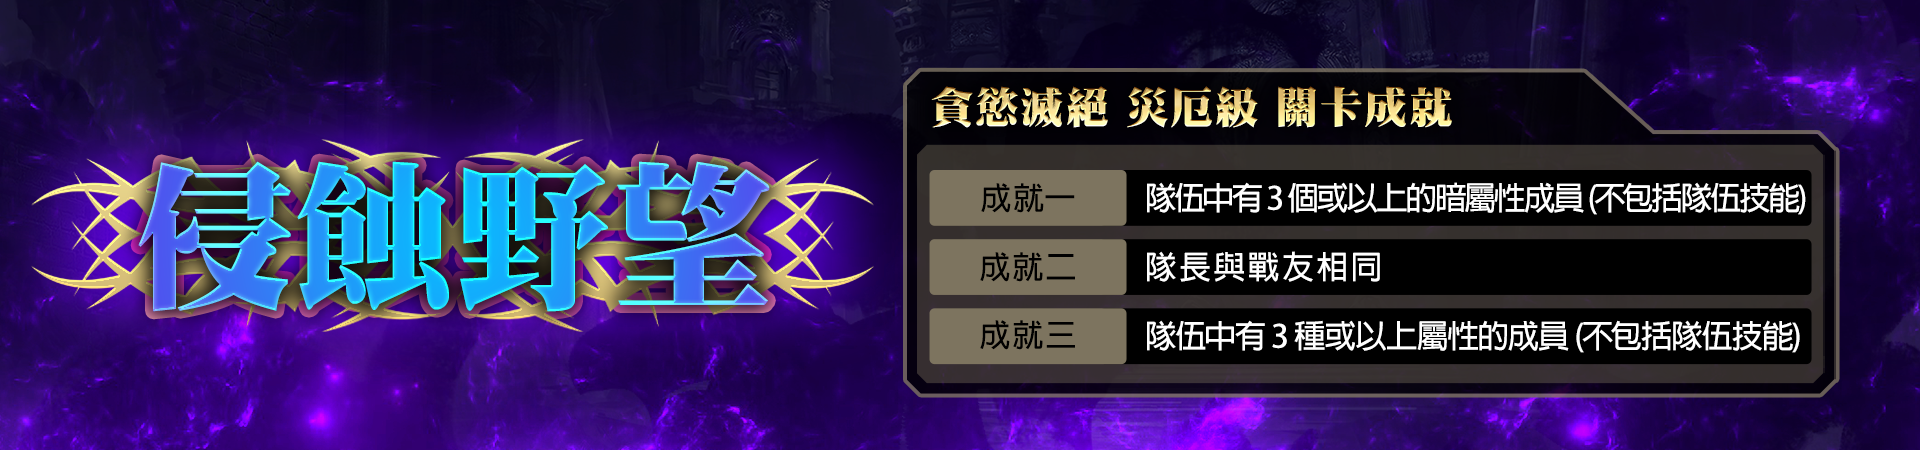 侵蝕野望
貪慾滅絕 災厄級 關卡成就
成就一 隊伍中有 3 個或以上的暗屬性成員 (不包括隊伍技能)
成就二 隊長與戰友相同
成就三 隊伍中有 3 種或以上屬性的成員 (不包括隊伍技能)